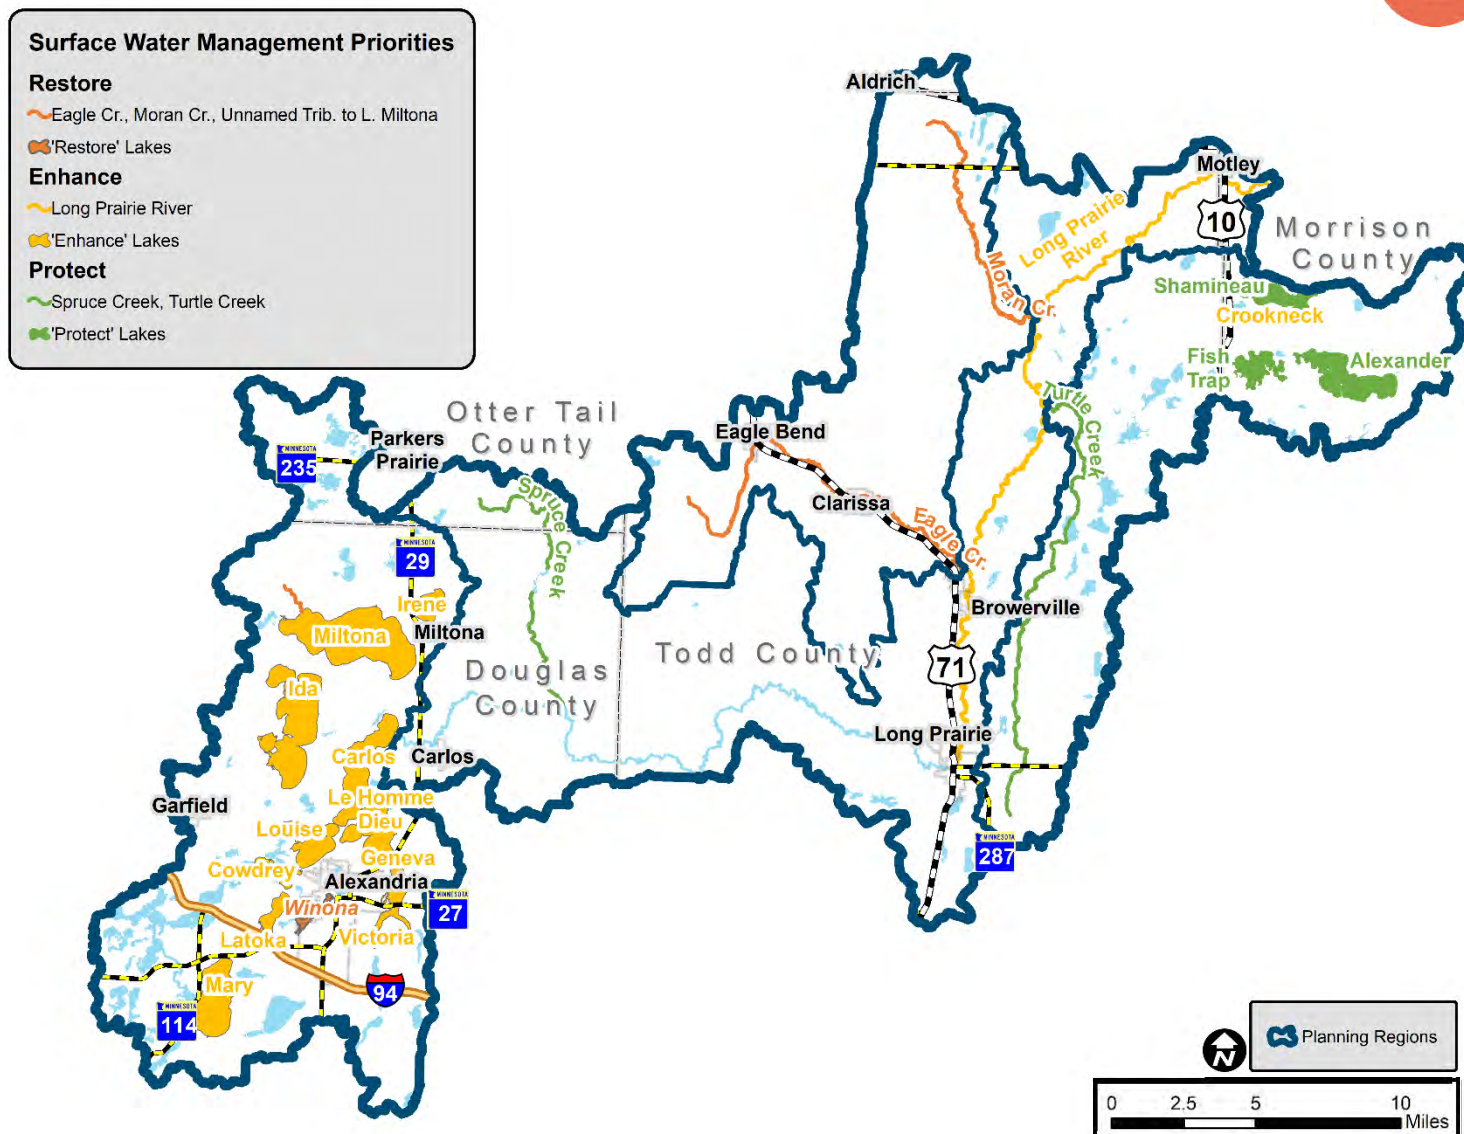 Surface Water Management Priorities
Restore
Eagle Cr., Moran Cr., Unnamed Trib. to L. Miltona
'Restore' Lakes
Enhance
Long Prairie River
'Enhance' Lakes
Protect
Spruce Creek, Turtle Creek
'Protect' Lakes
Aldrich
Motley
10
Morrison
County
Long Prairie
River
Moran Cr.
Shamineau
Crookneck
Fish
Trap
Alexander
Turtle
Creek
Otter Tail
County
Parkers
Prairie
MINNESOTA
235
Eagle Bend
Clarissa
Eagle Cr.
Spruce Creek
MINNESOTA
29
Irene
Miltona
Miltona
Browerville
Todd County
Douglas
County
71
Ida
Long Prairie
Carlos
Carlos
Garfield
Le Homme
Dieu
Louise
Geneva
MINNESOTA
287
Cowdrey
Alexandria
Winona
MINNESOTA
27
Latoka
Victoria
Mary
94
MINNESOTA
114
N
Planning Regions
0 2.5 5 10
Miles